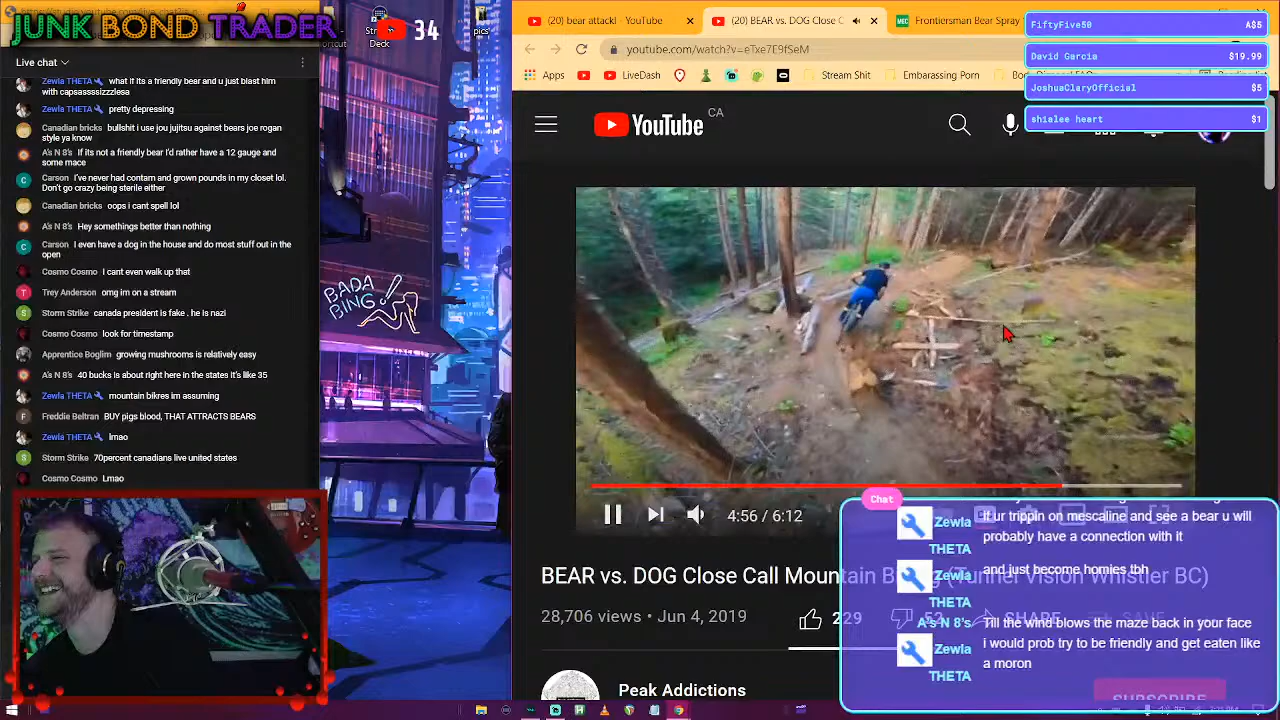 JUNK BOND TRADER
34
Live chat
Zewla THETA what if its a friendly bear and u just blast him
with capsassssizzzlesa
Zewla THETA pretty depressing
Canadian bricks bullshit i use jou jujitsu against bears joe rogan
style ya know
A's N 8's If its not a friendly bear I'd rather have a 12 gauge and
some mace
Carson I've never had contam and grown pounds in my closet lol.
Don't go crazy being sterile either
Canadian bricks oops i cant spell lol
A's N 8's Hey somethings better than nothing
Carson I even have a dog in the house and do most stuff out in the
open
Cosmo Cosmo I cant even walk up that
Trey Anderson omg im on a stream
Storm Strike canada president is fake . he is nazi
Cosmo Cosmo look for timestamp
Apprentice Boglim growing mushrooms is relatively easy
A's N 8's 40 bucks is about right here in the states It's like 35
Zewla THETA mountain bikres im assuming
Freddie Beltran BUY pigs blood, THAT ATTRACTS BEARS
Zewla THETA lmao
Storm Strike 70percent canadians live united states
Cosmo Cosmo Lmao
Deck
pics
BADA
BING
(20) bear attack! - YouTube
(20) BEAR vs. DOG Close C
Frontiersman Bear Spray
youtube.com/watch?v=eTxe7E9fSeM
Apps
LiveDash
Stream Shit
Embarassing Porn
FiftyFive50 A$5
David Garcia $19.99
JoshuaClaryOfficial $5
shialee heart $1
YouTube CA
4:56 / 6:12
BEAR vs. DOG Close Call Mountain Biking (Tunnel Vision Whistler BC)
28,706 views • Jun 4, 2019
229
52
SHARE
SAVE
Peak Addictions
SUBSCRIBE
Chat
Zewla
THETA
if ur trippin on mescaline and see a bear u will
probably have a connection with it
Zewla
THETA
and just become homies tbh
A's N 8's Till the wind blows the maze back in your face
Zewla
THETA
i would prob try to be friendly and get eaten like
a moron